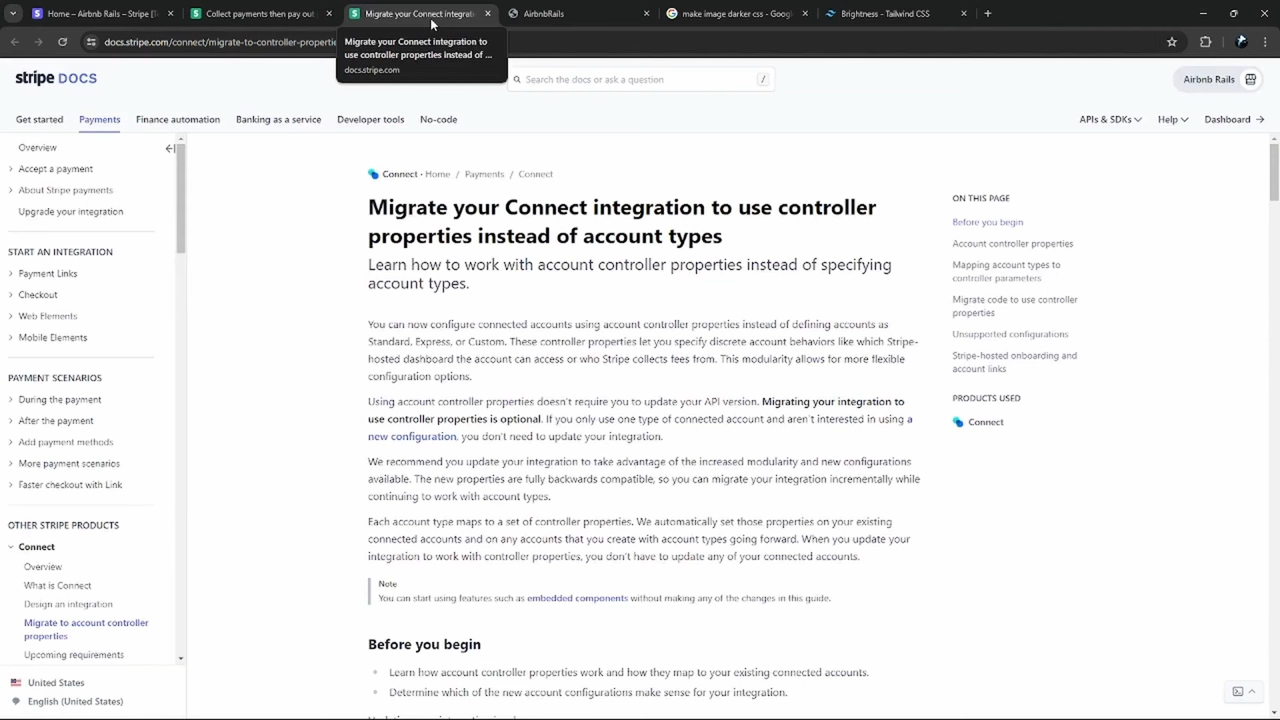 Home – Airbnb Rails – Stripe [T
Collect payments then pay out
Migrate your Connect integrati
AirbnbRails
make image darker css - Googl
Brightness - Tailwind CSS
docs.stripe.com/connect/migrate-to-controller-propertie
Migrate your Connect integration to
use controller properties instead of ...
docs.stripe.com
stripe DOCS
Search the docs or ask a question
/
Airbnb Rails
Get started
Payments
Finance automation
Banking as a service
Developer tools
No-code
APIs & SDKs
Help
Dashboard
Overview
Accept a payment
About Stripe payments
Upgrade your integration
START AN INTEGRATION
Payment Links
Checkout
Web Elements
Mobile Elements
PAYMENT SCENARIOS
During the payment
After the payment
Add payment methods
More payment scenarios
Faster checkout with Link
OTHER STRIPE PRODUCTS
Connect
Overview
What is Connect
Design an integration
Migrate to account controller
properties
Upcoming requirements
United States
English (United States)
Connect · Home / Payments / Connect
Migrate your Connect integration to use controller
properties instead of account types
Learn how to work with account controller properties instead of specifying
account types.
You can now configure connected accounts using account controller properties instead of defining accounts as
Standard, Express, or Custom. These controller properties let you specify discrete account behaviors like which Stripe-
hosted dashboard the account can access or who Stripe collects fees from. This modularity allows for more flexible
configuration options.
Using account controller properties doesn't require you to update your API version. Migrating your integration to
use controller properties is optional. If you only use one type of connected account and aren't interested in using a
new configuration, you don't need to update your integration.
We recommend you update your integration to take advantage of the increased modularity and new configurations
available. The new properties are fully backwards compatible, so you can migrate your integration incrementally while
continuing to work with account types.
Each account type maps to a set of controller properties. We automatically set those properties on your existing
connected accounts and on any accounts that you create with account types going forward. When you update your
integration to work with controller properties, you don't have to update any of your connected accounts.
Note
You can start using features such as embedded components without making any of the changes in this guide.
Before you begin
Learn how account controller properties work and how they map to your existing connected accounts.
Determine which of the new account configurations make sense for your integration.
ON THIS PAGE
Before you begin
Account controller properties
Mapping account types to
controller parameters
Migrate code to use controller
properties
Unsupported configurations
Stripe-hosted onboarding and
account links
PRODUCTS USED
Connect